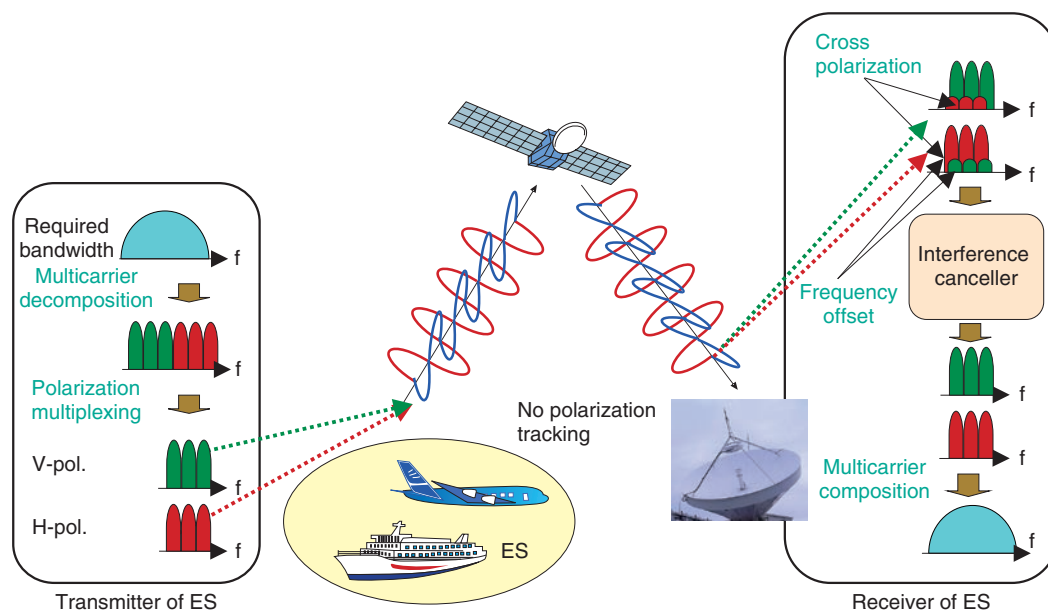 Required
bandwidth
f
Multicarrier
decomposition
f
Polarization
multiplexing
V-pol.
f
H-pol.
f
Transmitter of ES
No polarization
tracking
ES
Cross
polarization
f
f
Interference
canceller
Frequency
offset
f
f
Multicarrier
composition
f
Receiver of ES